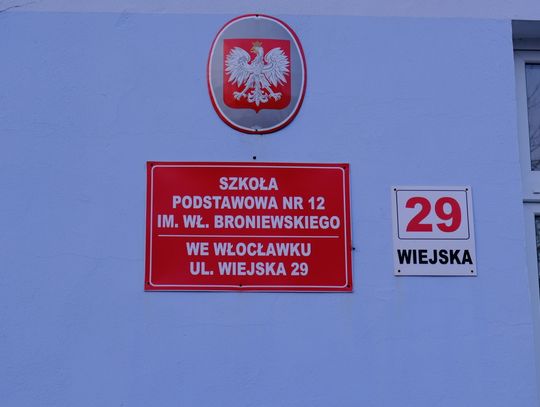 SZKOŁA
PODSTAWOWA NR 12
IM. WŁ. BRONIEWSKIEGO
WE WŁOCŁAWKU
UL. WIEJSKA 29
29
WIEJSKA